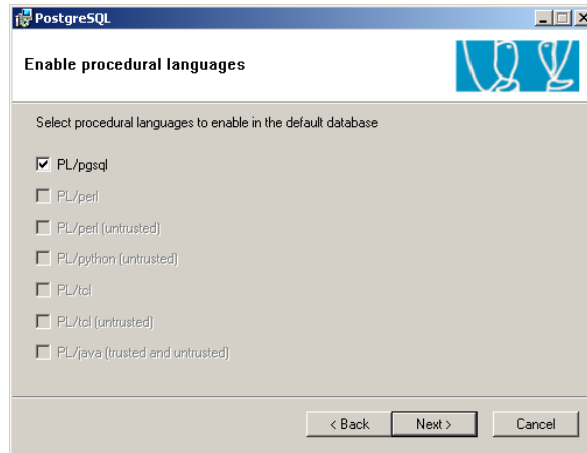 PostgreSQL
Enable procedural languages
Select procedural languages to enable in the default database
PL/pgsql
PL/perl
PL/perl (untrusted)
PL/python (untrusted)
PL/tcl
PL/tcl (untrusted)
PL/java (trusted and untrusted)
< Back Next > Cancel